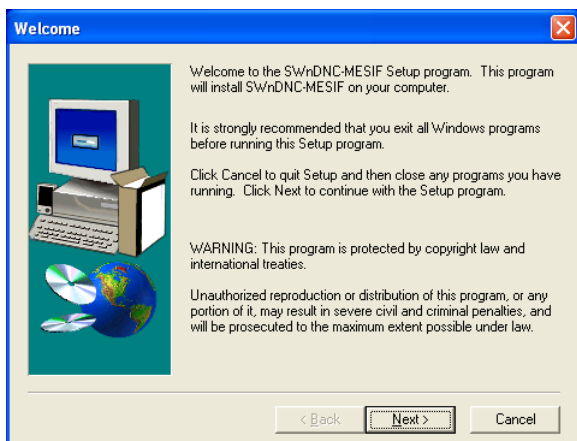 Welcome
Welcome to the SWnDNC-MESIF Setup program. This program
will install SWnDNC-MESIF on your computer.
It is strongly recommended that you exit all Windows programs
before running this Setup program.
Click Cancel to quit Setup and then close any programs you have
running. Click Next to continue with the Setup program.
WARNING: This program is protected by copyright law and
international treaties.
Unauthorized reproduction or distribution of this program, or any
portion of it, may result in severe civil and criminal penalties, and
will be prosecuted to the maximum extent possible under law.
< Back Next > Cancel